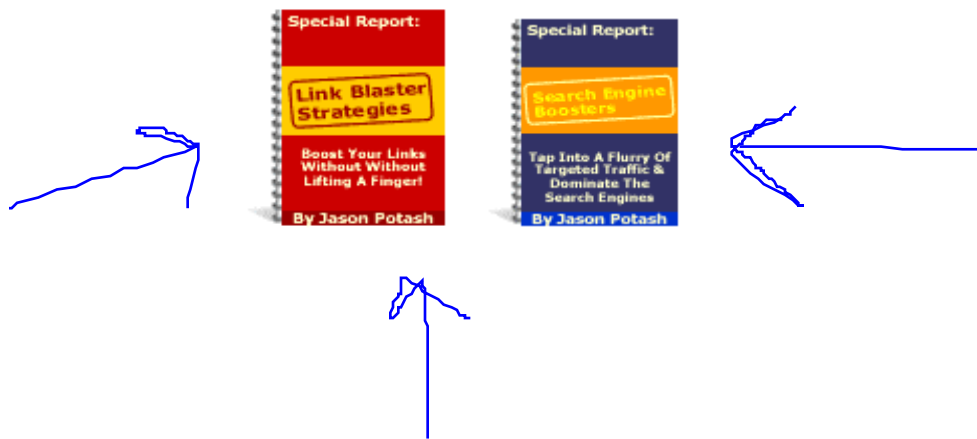 Special Report:
Link Blaster
Strategies
Boost Your Links
Without Without
Lifting A Finger!
By Jason Potash
Special Report:
Search Engine
Boosters
Tap Into A Flurry Of
Targeted Traffic &
Dominate The
Search Engines
By Jason Potash